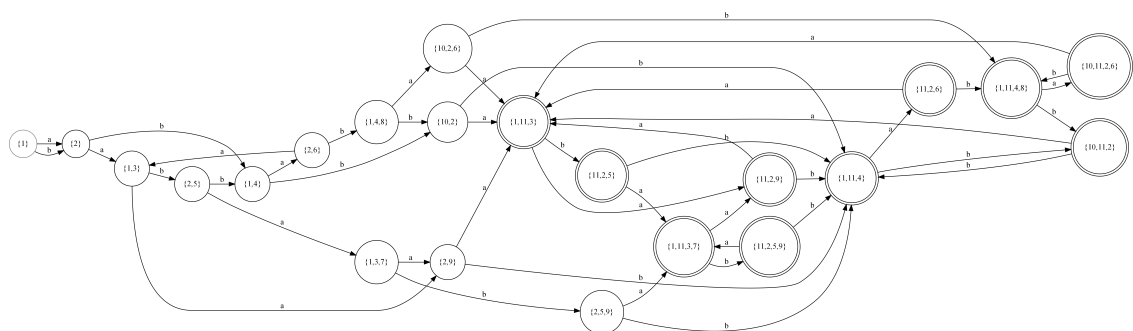 {1}
a
b
{2}
b
a
{1,3}
b
a
{2,5}
b
a
{1,4}
a
b
{2,6}
a
b
{1,4,8}
a
b
{10,2,6}
b
a
{10,2}
b
a
{1,3,7}
a
b
{2,9}
a
b
{2,5,9}
a
b
{1,11,3}
b
a
{11,2,5}
b
a
{1,11,3,7}
a
b
{11,2,9}
b
a
{11,2,5,9}
a
b
{1,11,4}
a
b
{11,2,6}
a
b
{1,11,4,8}
a
b
{10,11,2,6}
a
b
{10,11,2}
a
b